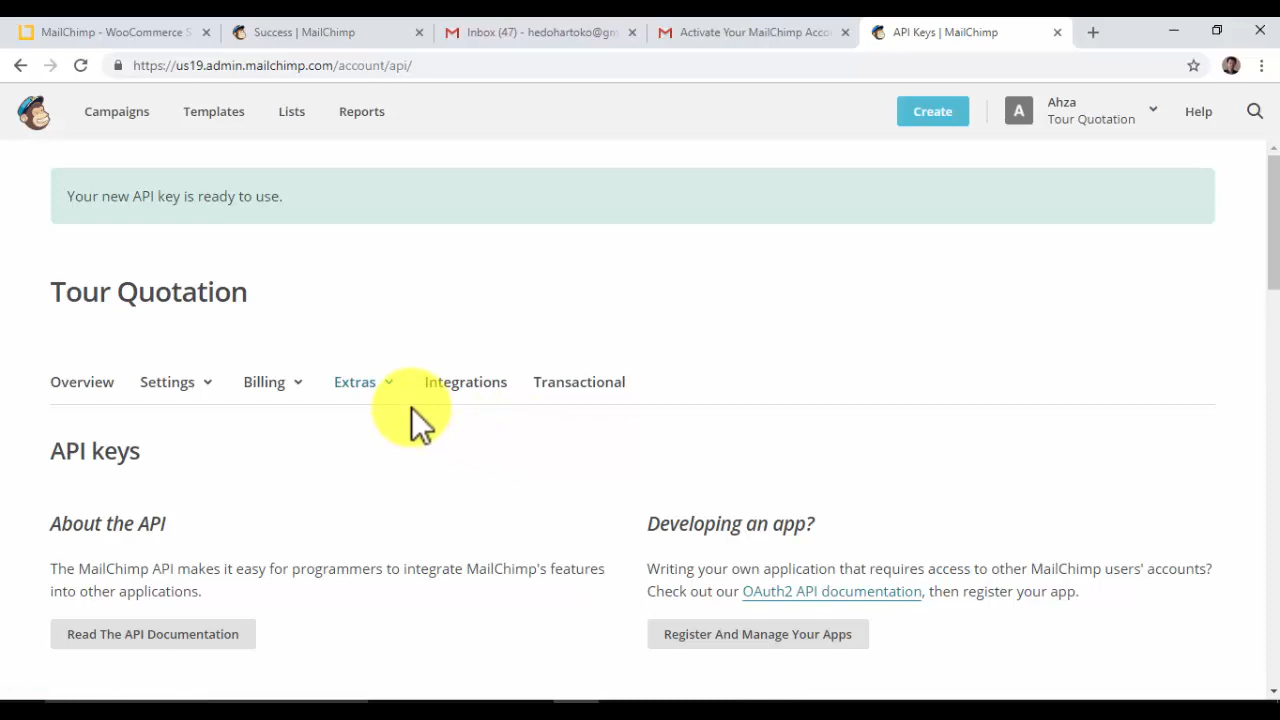 MailChimp - WooCommerce S
Success | MailChimp
Inbox (47) - hedohartoko@gm
Activate Your MailChimp Acco
API Keys | MailChimp
https://us19.admin.mailchimp.com/account/api/
Campaigns
Templates
Lists
Reports
Create
A
Ahza
Tour Quotation
Help
Your new API key is ready to use.
Tour Quotation
Overview
Settings
Billing
Extras
Integrations
Transactional
API keys
About the API
The MailChimp API makes it easy for programmers to integrate MailChimp's features
into other applications.
Read The API Documentation
Developing an app?
Writing your own application that requires access to other MailChimp users' accounts?
Check out our OAuth2 API documentation, then register your app.
Register And Manage Your Apps